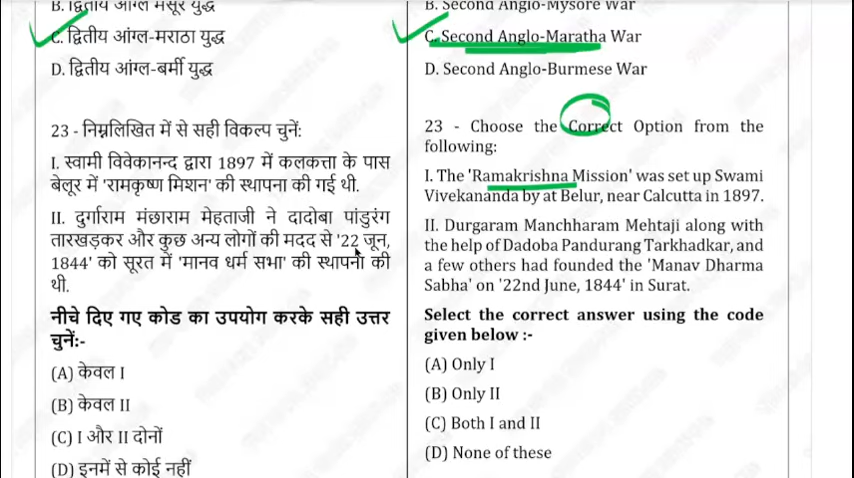 B. द्वितीय आंग्ल मैसूर युद्ध
C. द्वितीय आंग्ल-मराठा युद्ध
D. द्वितीय आंग्ल-बर्मी युद्ध
23 - निम्नलिखित में से सही विकल्प चुनें:
I. स्वामी विवेकानन्द द्वारा 1897 में कलकत्ता के पास
बेलूर में 'रामकृष्ण मिशन' की स्थापना की गई थी.
II. दुर्गाराम मंछाराम मेहताजी ने दादोबा पांडुरंग
तारखड़कर और कुछ अन्य लोगों की मदद से '22 जून,
1844' को सूरत में 'मानव धर्म सभा' की स्थापना की
थी.
नीचे दिए गए कोड का उपयोग करके सही उत्तर
चुनें:-
(A) केवल I
(B) केवल II
(C) I और II दोनों
(D) इनमें से कोई नहीं
B. Second Anglo-Mysore War
C. Second Anglo-Maratha War
D. Second Anglo-Burmese War
23 - Choose the Correct Option from the
following:
I. The 'Ramakrishna Mission' was set up Swami
Vivekananda by at Belur, near Calcutta in 1897.
II. Durgaram Manchharam Mehtaji along with
the help of Dadoba Pandurang Tarkhadkar, and
a few others had founded the 'Manav Dharma
Sabha' on '22nd June, 1844' in Surat.
Select the correct answer using the code
given below :-
(A) Only I
(B) Only II
(C) Both I and II
(D) None of these